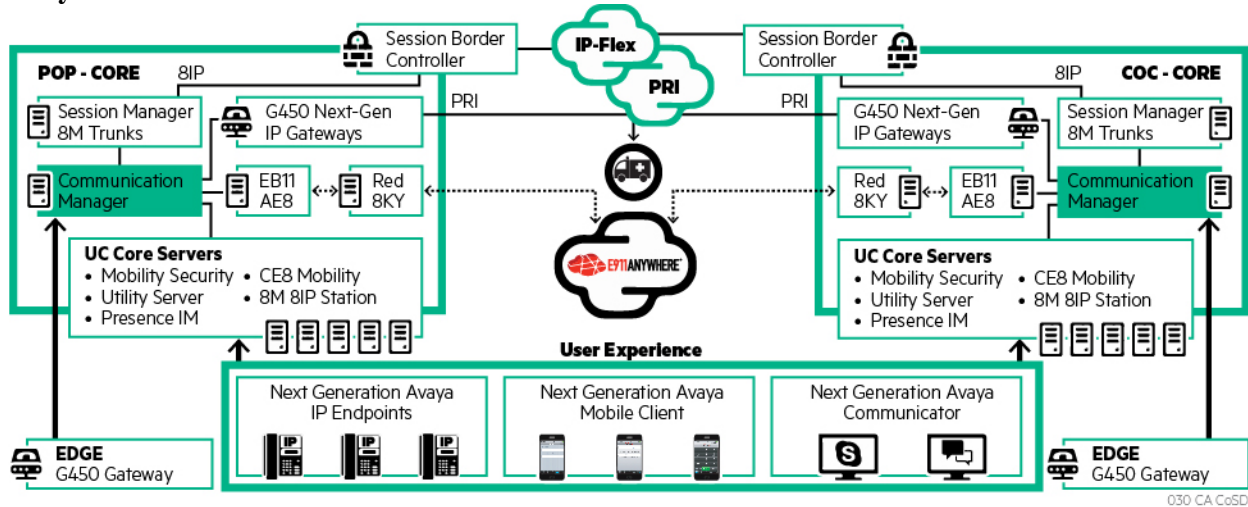 IP-Flex
PRI
Session Border
Controller
Session Border
Controller
POP - CORE
8IP
8IP
COC - CORE
Session Manager
8M Trunks
G450 Next-Gen
IP Gateways
PRI
PRI
G450 Next-Gen
IP Gateways
Session Manager
8M Trunks
Communication
Manager
EB11
AE8
Red
8KY
Red
8KY
EB11
AE8
Communication
Manager
E911ANYWHERE
UC Core Servers
• Mobility Security
• Utility Server
• Presence IM
• CE8 Mobility
• 8M 8IP Station
UC Core Servers
• Mobility Security
• Utility Server
• Presence IM
• CE8 Mobility
• 8M 8IP Station
User Experience
Next Generation Avaya
IP Endpoints
IP
IP
IP
Next Generation Avaya
Mobile Client
Next Generation Avaya
Communicator
S
EDGE
G450 Gateway
EDGE
G450 Gateway
030 CA CoSD